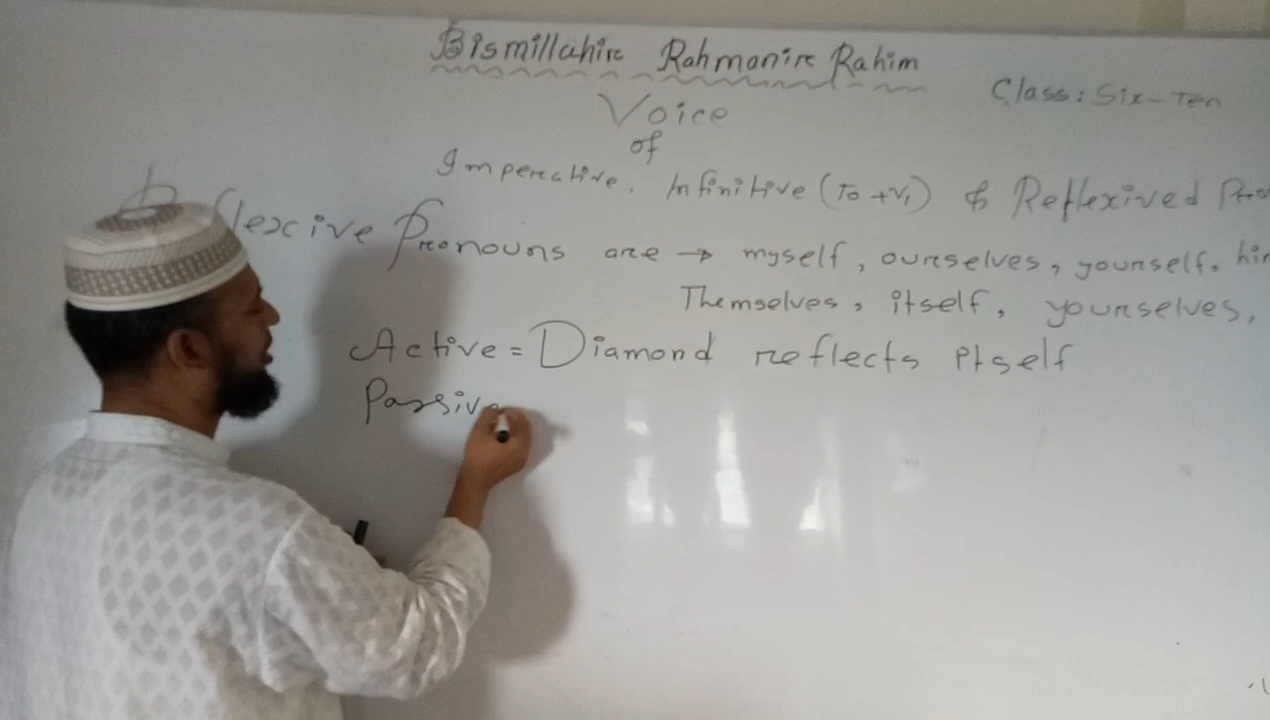 Bismillahir Rahmanir Rahim
Class: Six-Ten
Voice
of
Imperative, Infinitive (To +V1) & Reflexived
Pronouns are → myself, ourselves, yourself,
Themselves, itself, yourselves,
Active = Diamond reflects itself
Passive